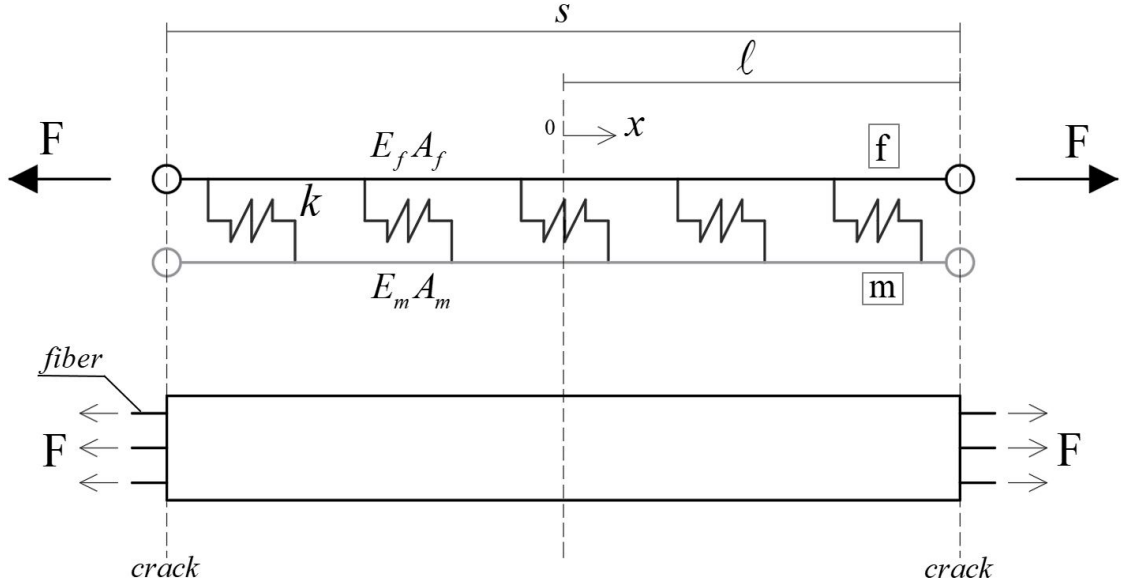 s
ℓ
0 x
F E_f A_f f F
k
E_m A_m m
fiber
F F
crack crack